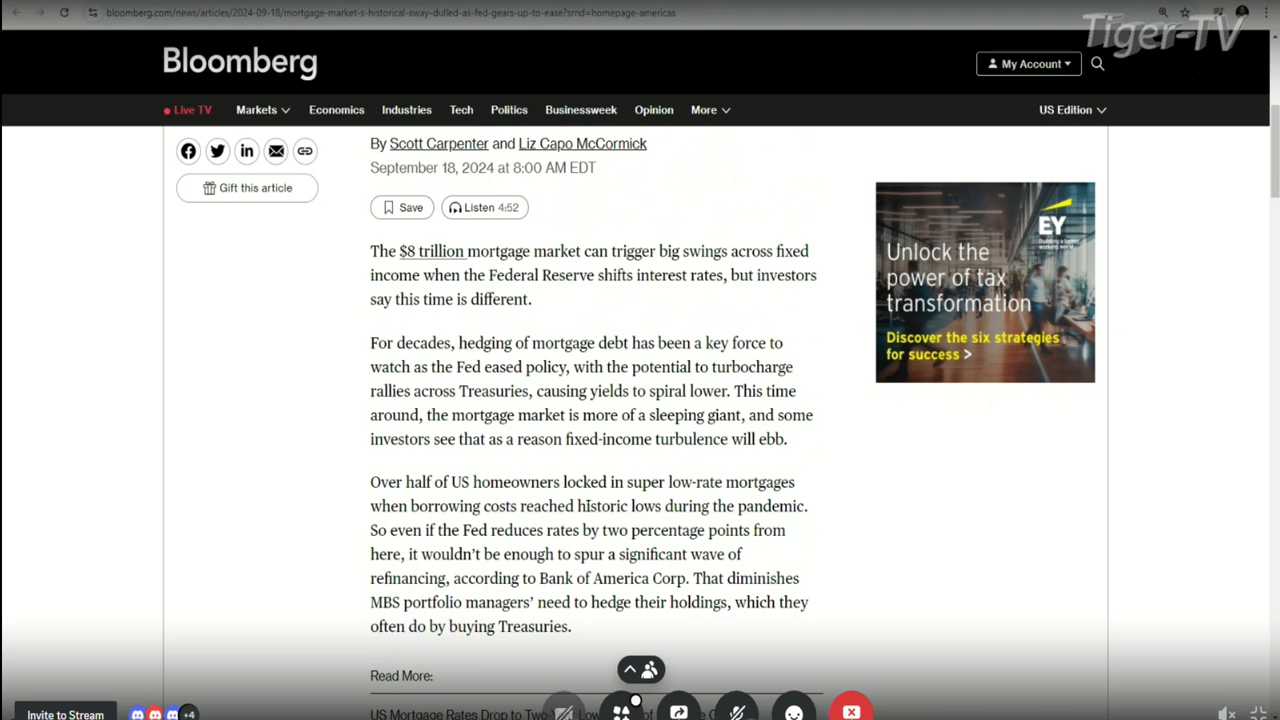 bloomberg.com/news/articles/2024-09-18/mortgage-market-s-historical-sway-dulled-as-fed-gears-up-to-ease?srnd=homepage-americas
Tiger-TV
Bloomberg
My Account
Live TV Markets Economics Industries Tech Politics Businessweek Opinion More US Edition
By Scott Carpenter and Liz Capo McCormick
September 18, 2024 at 8:00 AM EDT
Gift this article
Save Listen 4:52
The $8 trillion mortgage market can trigger big swings across fixed
income when the Federal Reserve shifts interest rates, but investors
say this time is different.
For decades, hedging of mortgage debt has been a key force to
watch as the Fed eased policy, with the potential to turbocharge
rallies across Treasuries, causing yields to spiral lower. This time
around, the mortgage market is more of a sleeping giant, and some
investors see that as a reason fixed-income turbulence will ebb.
Over half of US homeowners locked in super low-rate mortgages
when borrowing costs reached historic lows during the pandemic.
So even if the Fed reduces rates by two percentage points from
here, it wouldn't be enough to spur a significant wave of
refinancing, according to Bank of America Corp. That diminishes
MBS portfolio managers' need to hedge their holdings, which they
often do by buying Treasuries.
Read More:
US Mortgage Rates Drop to Two-Y Low of
EY
Unlock the
power of tax
transformation
Discover the six strategies
for success >
Invite to Stream
+4